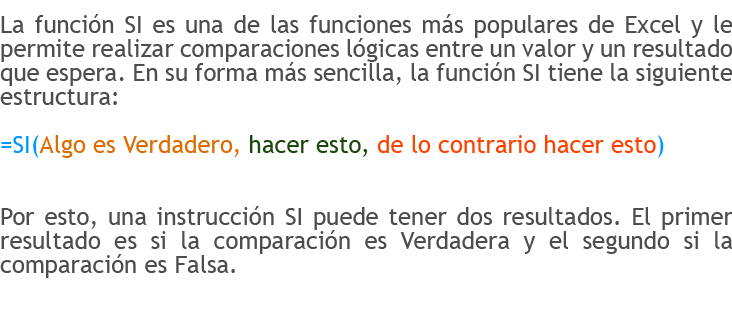 La función SI es una de las funciones más populares de Excel y le
permite realizar comparaciones lógicas entre un valor y un resultado
que espera. En su forma más sencilla, la función SI tiene la siguiente
estructura:
=SI(Algo es Verdadero, hacer esto, de lo contrario hacer esto)
Por esto, una instrucción SI puede tener dos resultados. El primer
resultado es si la comparación es Verdadera y el segundo si la
comparación es Falsa.